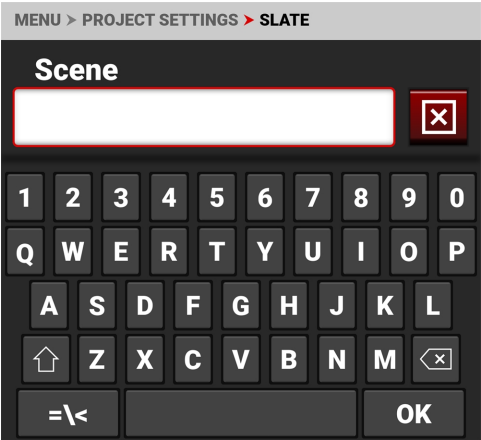 MENU > PROJECT SETTINGS > SLATE
Scene
1 2 3 4 5 6 7 8 9 0
Q W E R T Y U I O P
A S D F G H J K L
Z X C V B N M
=\< OK